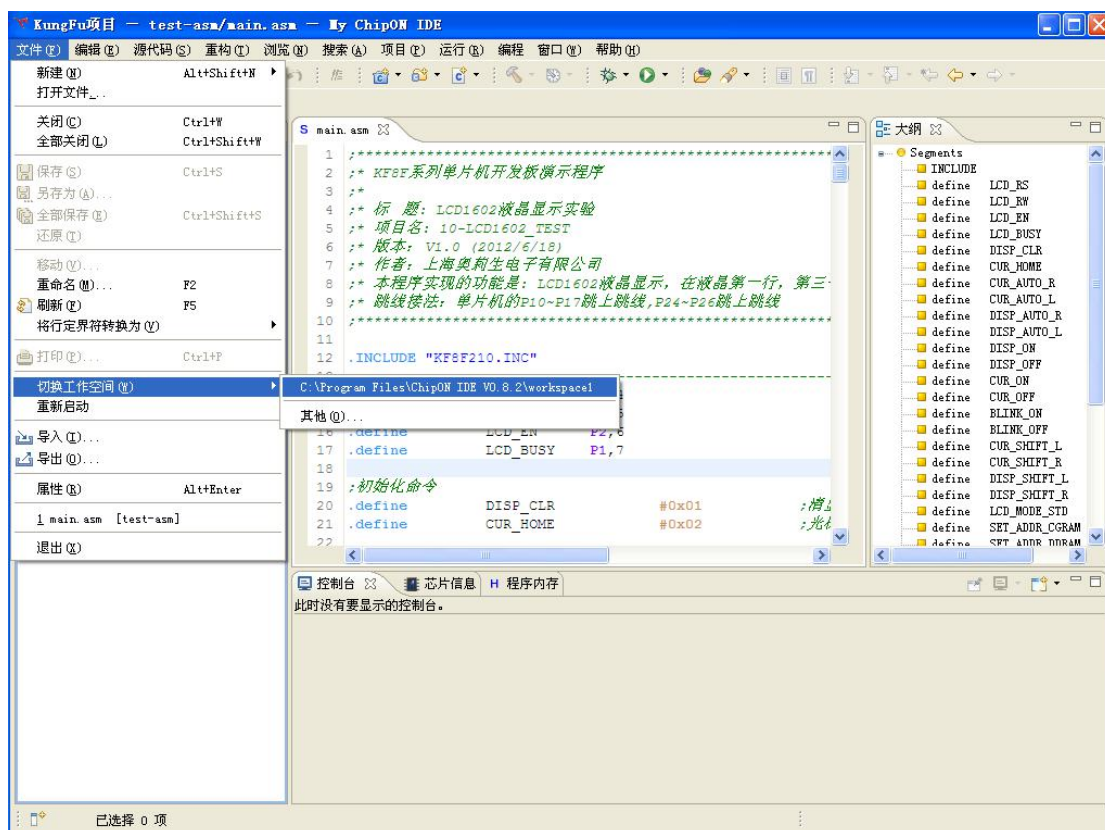 KungFu项目 — test-asm/main.asm — My ChipON IDE
文件(F) 编辑(E) 源代码(S) 重构(T) 浏览(N) 搜索(A) 项目(P) 运行(R) 编程 窗口(W) 帮助(H)
新建(N) Alt+Shift+N
打开文件...
关闭(C) Ctrl+W
全部关闭(L) Ctrl+Shift+W
保存(S) Ctrl+S
另存为(A)...
全部保存(E) Ctrl+Shift+S
还原(T)
移动(V)...
重命名(M)... F2
刷新(F) F5
将行定界符转换为(V)
打印(P)... Ctrl+P
切换工作空间(W)
重新启动
导入(I)...
导出(O)...
属性(R) Alt+Enter
1 main.asm [test-asm]
退出(X)
C:\Program Files\ChipON IDE V0.8.2\workspace1
其他(O)...
S main.asm
1 ;************************************************************
2 ;* KF8F系列单片机开发板演示程序
3 ;*
4 ;* 标 题: LCD1602液晶显示实验
5 ;* 项目名: 10-LCD1602_TEST
6 ;* 版本: V1.0 (2012/6/18)
7 ;* 作者: 上海奥莉生电子有限公司
8 ;* 本程序实现的功能是: LCD1602液晶显示, 在液晶第一行, 第三
9 ;* 跳线接法: 单片机的P10~P17跳上跳线,P24~P26跳上跳线
10 ;************************************************************
11
12 .INCLUDE "KF8F210.INC"
16 .define LCD_EN P2,6
17 .define LCD_BUSY P1,7
18
19 ;初始化命令
20 .define DISP_CLR #0x01 ;清
21 .define CUR_HOME #0x02 ;光
22
大纲
Segments
INCLUDE
define LCD_RS
define LCD_RW
define LCD_EN
define LCD_BUSY
define DISP_CLR
define CUR_HOME
define CUR_AUTO_R
define CUR_AUTO_L
define DISP_AUTO_R
define DISP_AUTO_L
define DISP_ON
define DISP_OFF
define CUR_ON
define CUR_OFF
define BLINK_ON
define BLINK_OFF
define CUR_SHIFT_L
define CUR_SHIFT_R
define DISP_SHIFT_L
define DISP_SHIFT_R
define LCD_MODE_STD
define SET_ADDR_CGRAM
define SET_ADDR_DDRAM
控制台 芯片信息 H 程序内存
此时没有要显示的控制台。
已选择 0 项